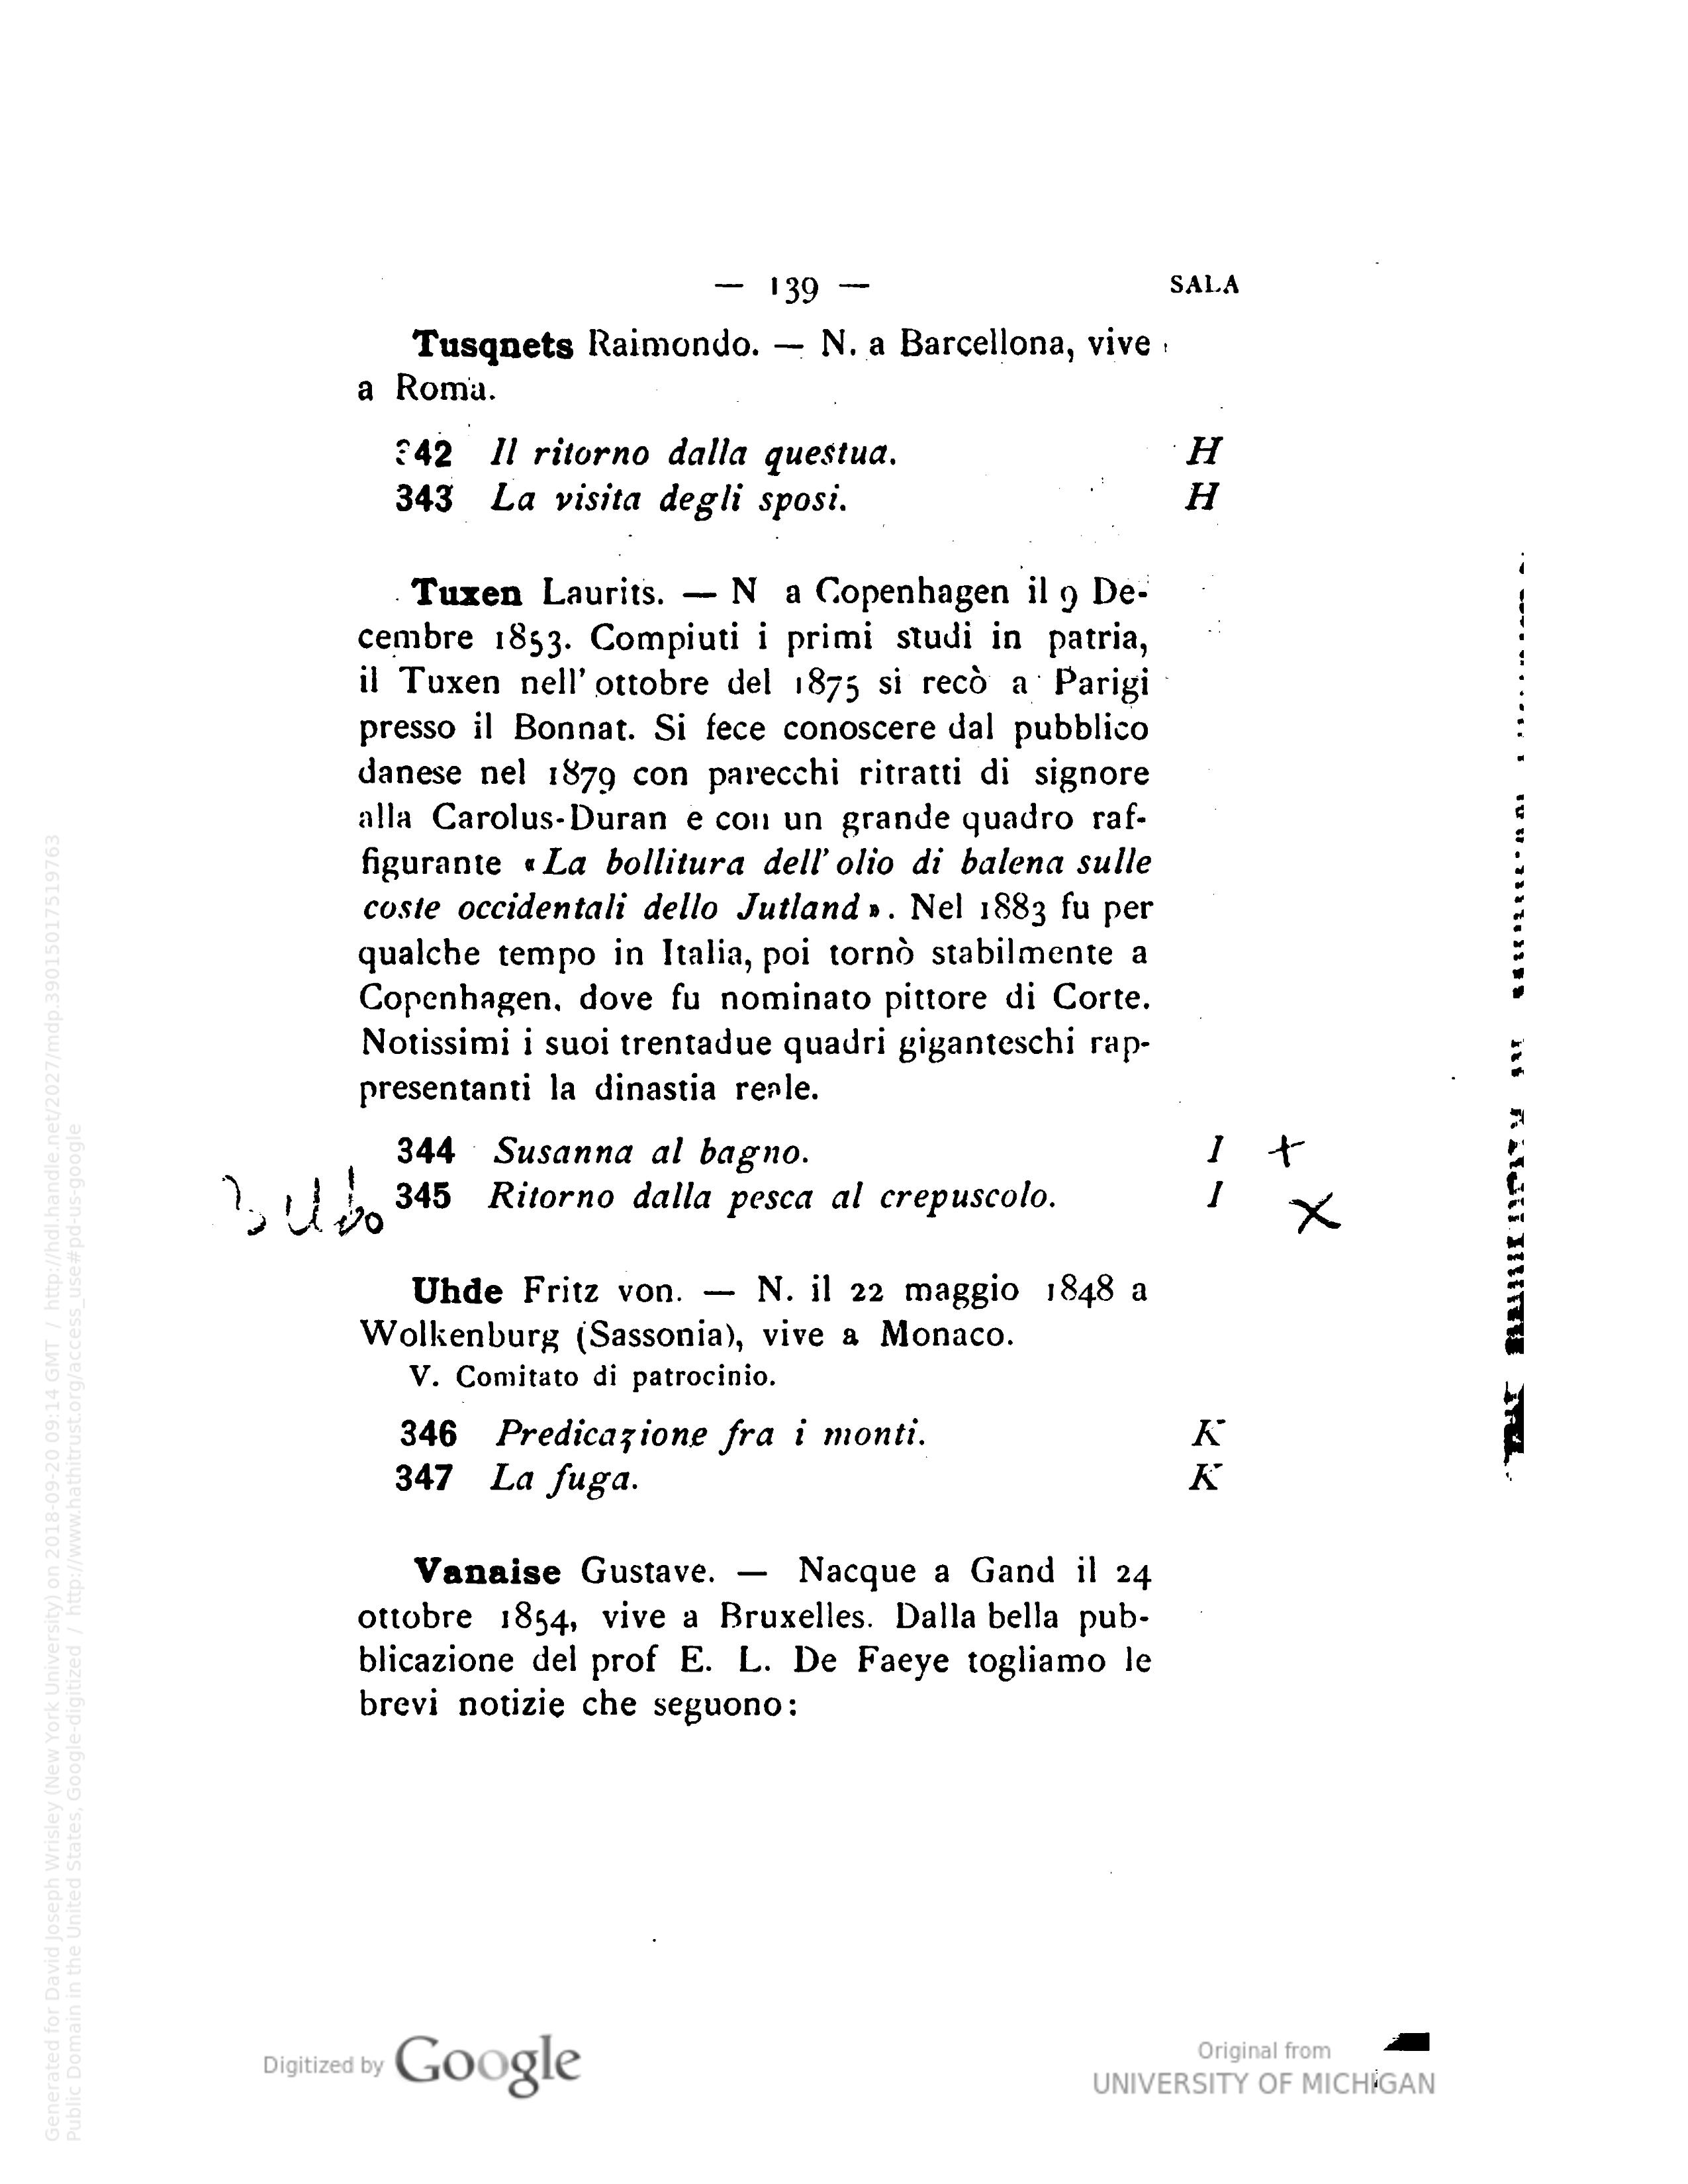 — 139 —
SALA
Tusqnets Raimondo. — N. a Barcellona, vive
a Roma.
342 Il ritorno dalla questua. H
343 La visita degli sposi. H
Tuxen Laurits. — N a Copenhagen il 9 De-
cembre 1853. Compiuti i primi studi in patria,
il Tuxen nell' ottobre del 1875 si recò a Parigi
presso il Bonnat. Si fece conoscere dal pubblico
danese nel 1879 con parecchi ritratti di signore
alla Carolus-Duran e con un grande quadro raf-
figurante «La bollitura dell' olio di balena sulle
coste occidentali dello Jutland». Nel 1883 fu per
qualche tempo in Italia, poi tornò stabilmente a
Copenhagen, dove fu nominato pittore di Corte.
Notissimi i suoi trentadue quadri giganteschi rap-
presentanti la dinastia reale.
344 Susanna al bagno. I +
345 Ritorno dalla pesca al crepuscolo. I x
Uhde Fritz von. — N. il 22 maggio 1848 a
Wolkenburg (Sassonia), vive a Monaco.
V. Comitato di patrocinio.
346 Predicazione fra i monti. K
347 La fuga. K
Vanaise Gustave. — Nacque a Gand il 24
ottobre 1854, vive a Bruxelles. Dalla bella pub-
blicazione del prof E. L. De Faeye togliamo le
brevi notizie che seguono:
Generated for David Joseph Wrisley (New York University) on 2018-09-20 09:14 GMT / http://hdl.handle.net/2027/mdp.39015017519763
Public Domain in the United States, Google-digitized / http://www.hathitrust.org/access_use#pd-us-google
Digitized by Google
Original from
UNIVERSITY OF MICHIGAN